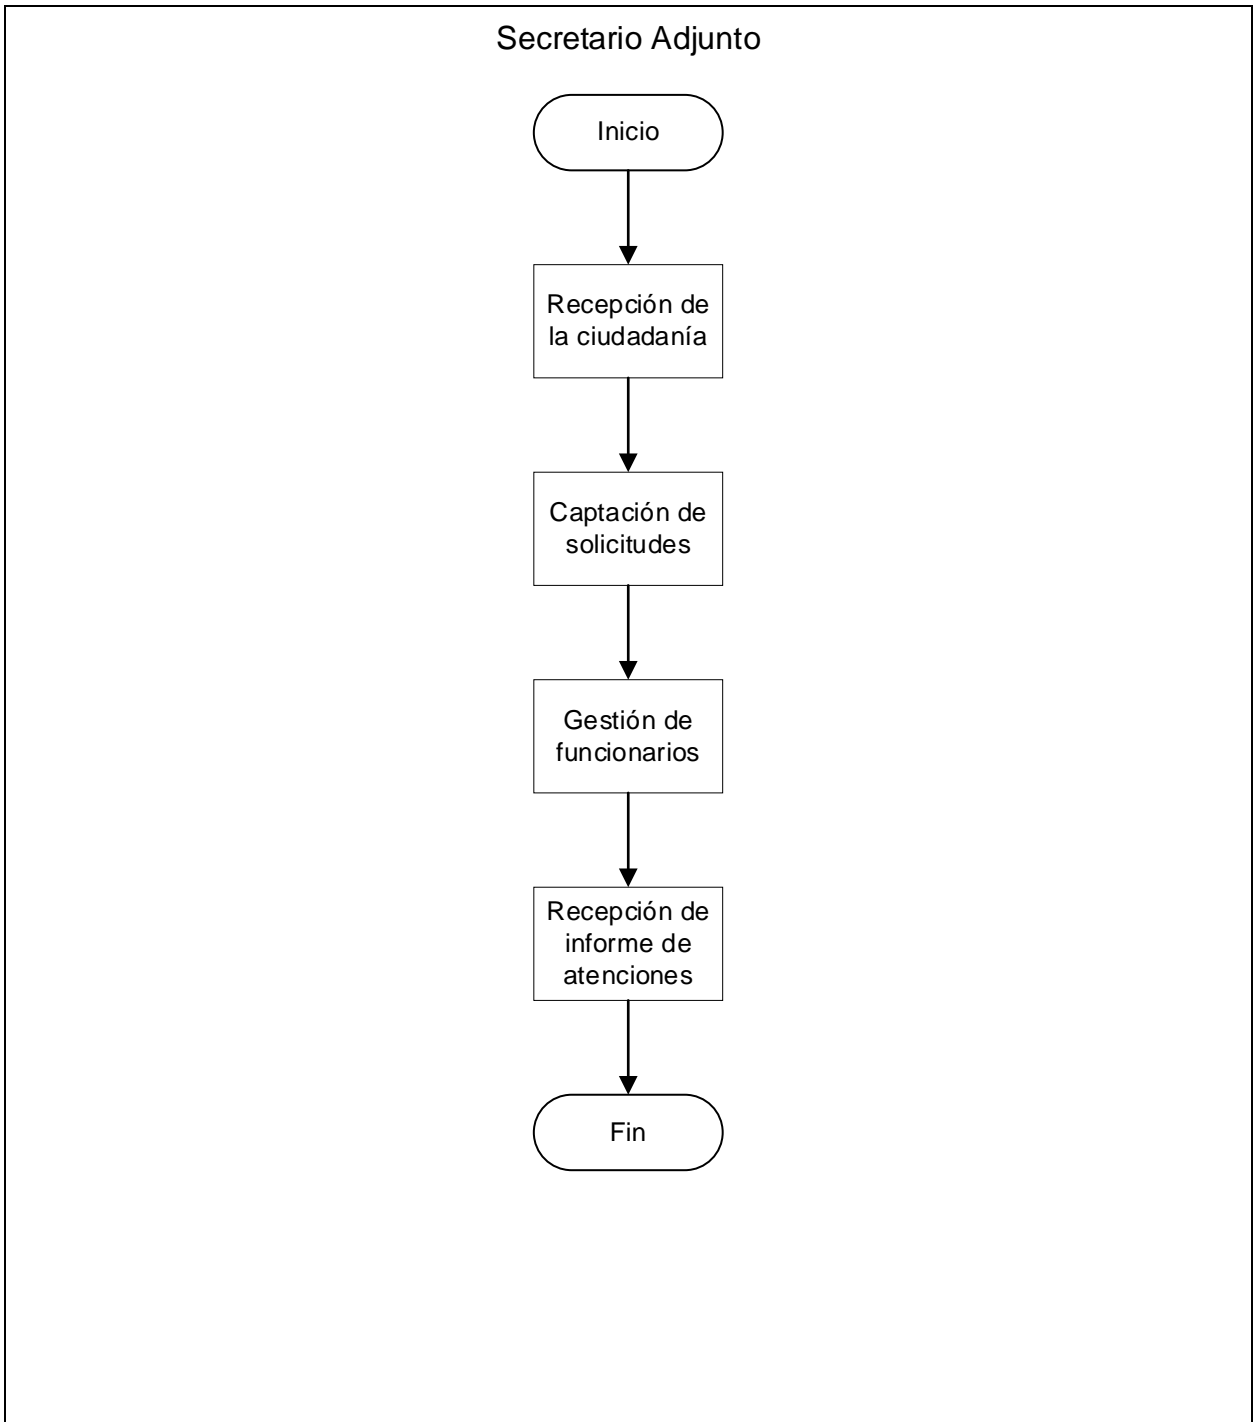 Secretario Adjunto
Inicio
Recepción de
la ciudadanía
Captación de
solicitudes
Gestión de
funcionarios
Recepción de
informe de
atenciones
Fin